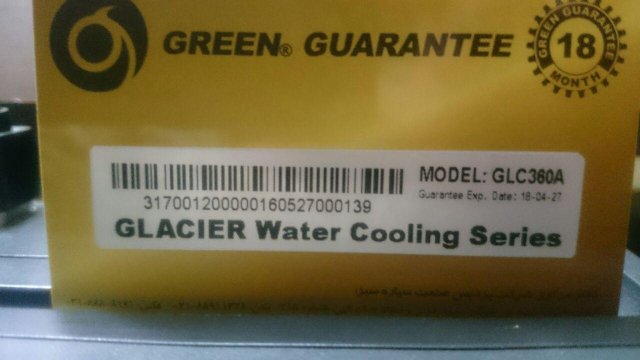 GREEN® GUARANTEE
GREEN GUARANTEE
18
MONTH
MODEL: GLC360A
Guarantee Exp. Date: 18-04-27
317001200000160527000139
GLACIER Water Cooling Series